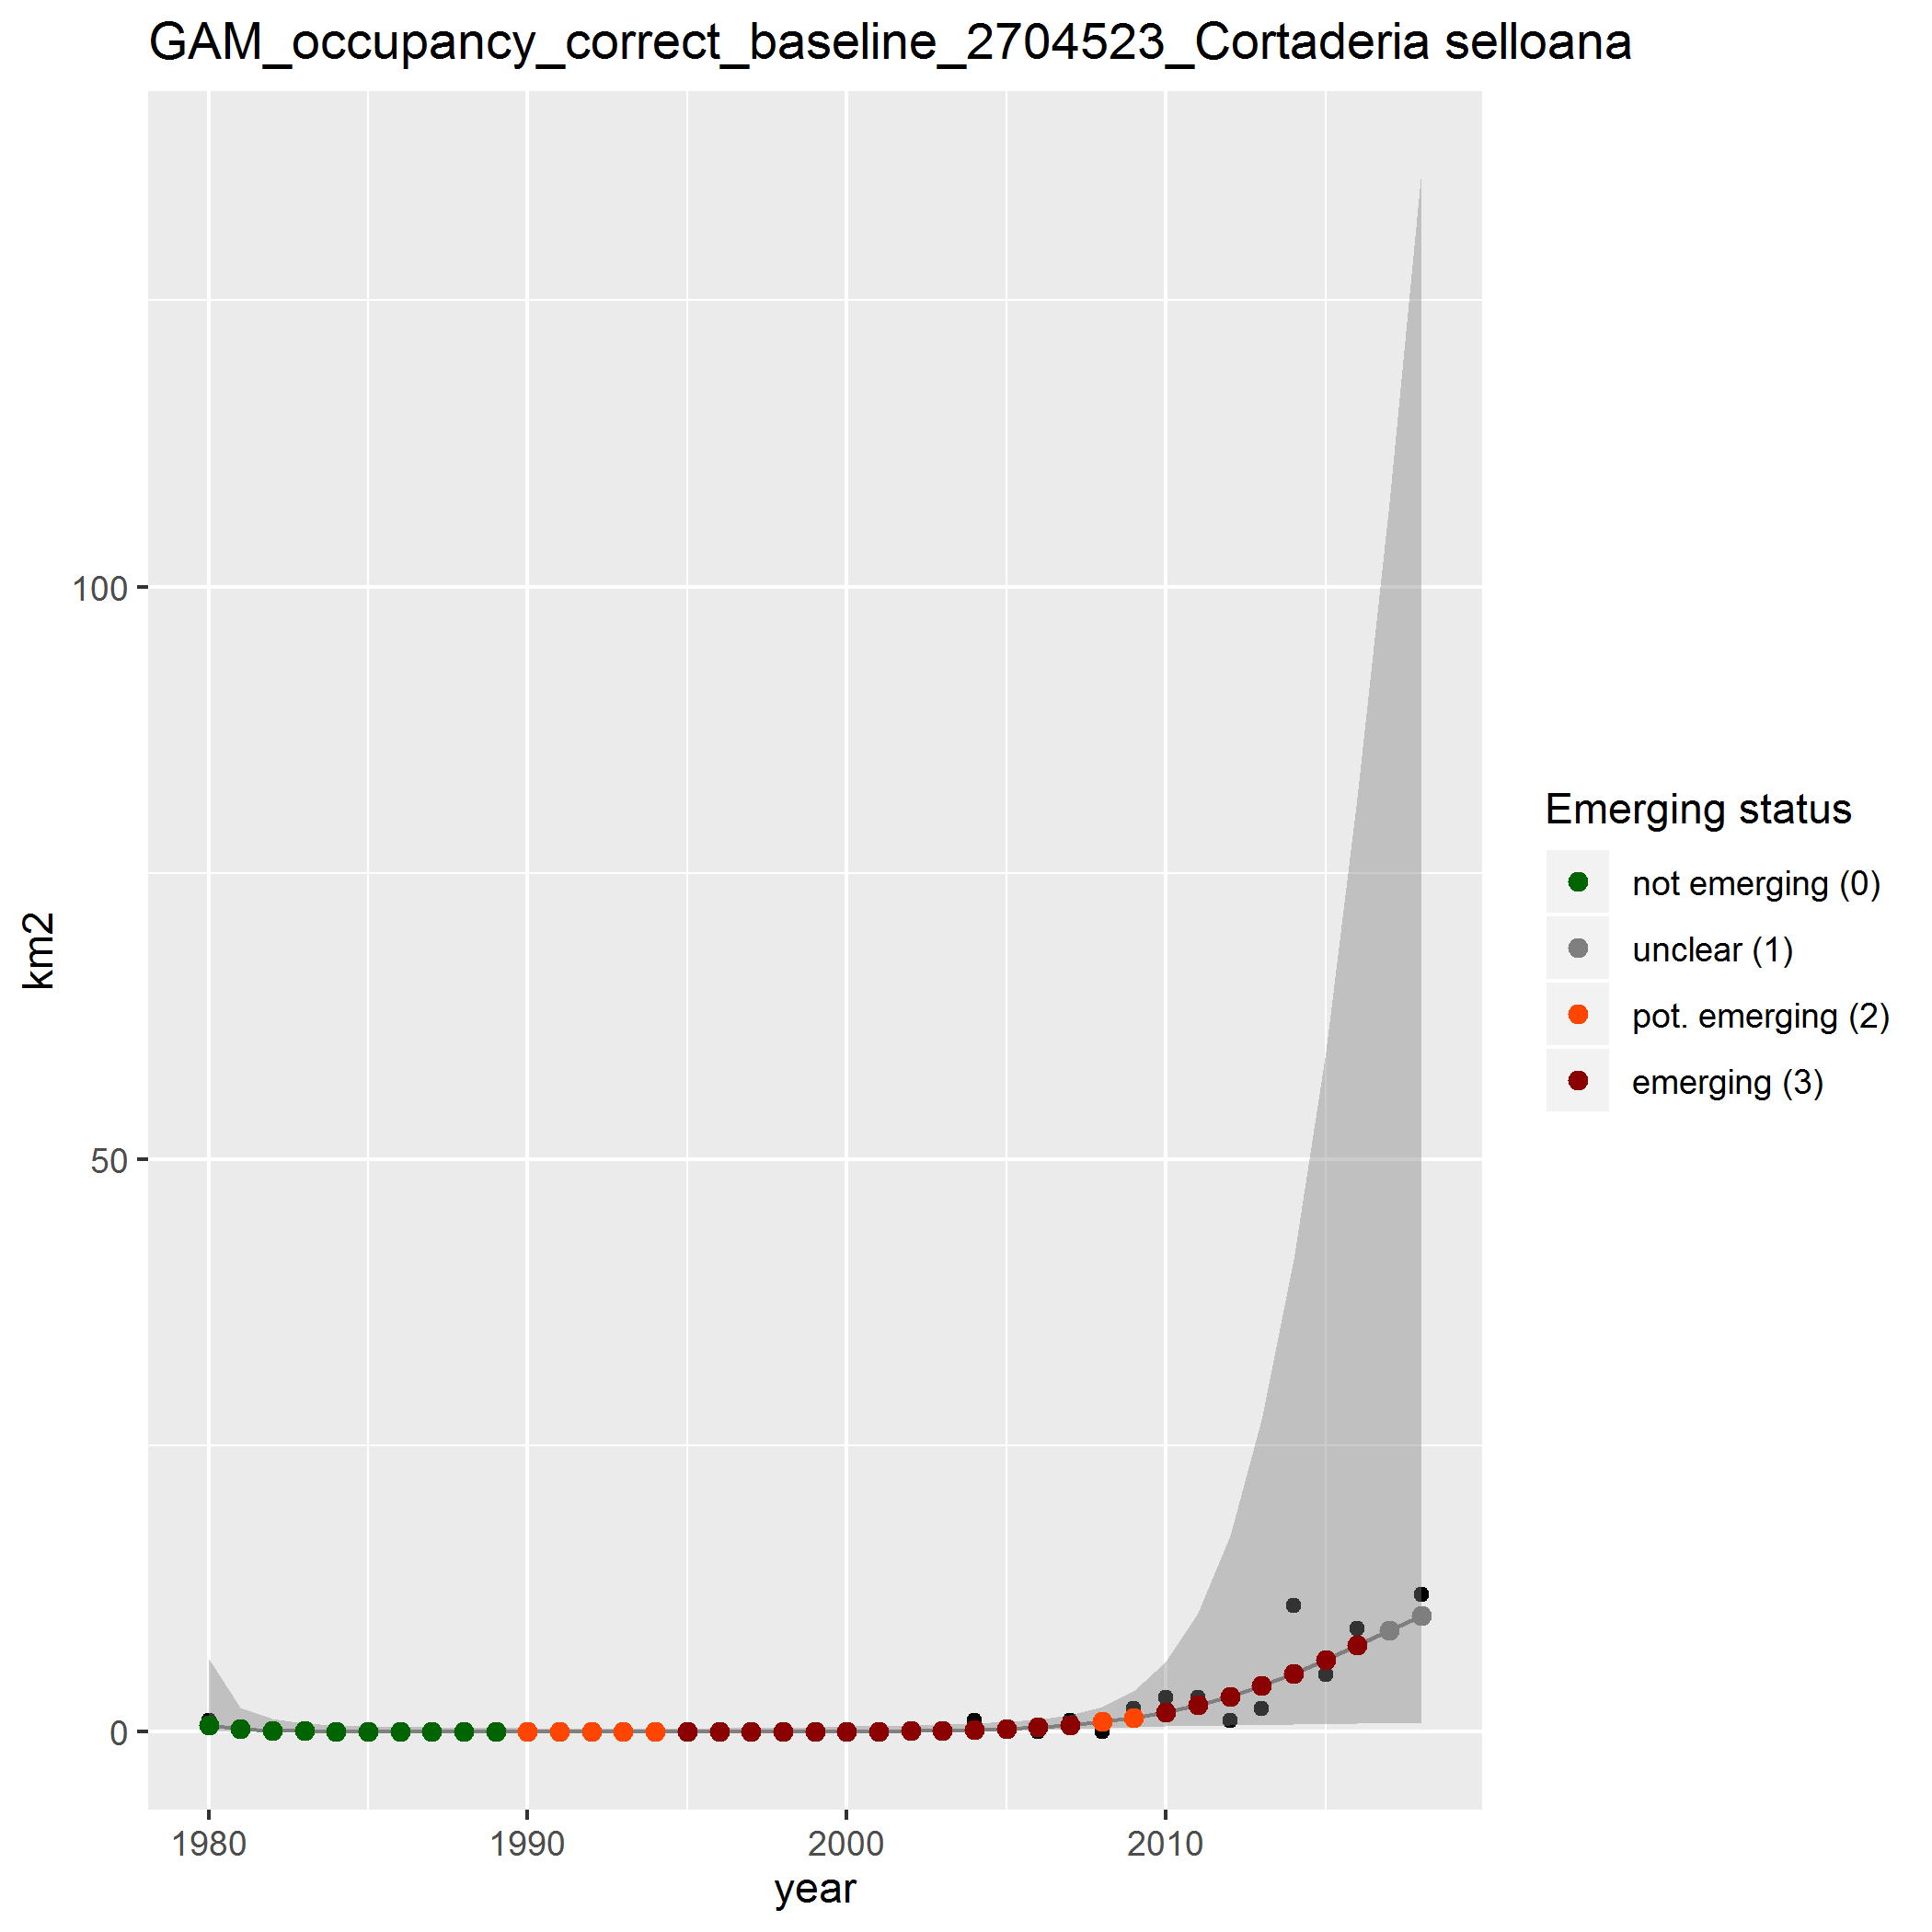 GAM_occupancy_correct_baseline_2704523_Cortaderia selloana
100
50
0
km2
1980 1990 2000 2010
year
Emerging status
not emerging (0)
unclear (1)
pot. emerging (2)
emerging (3)